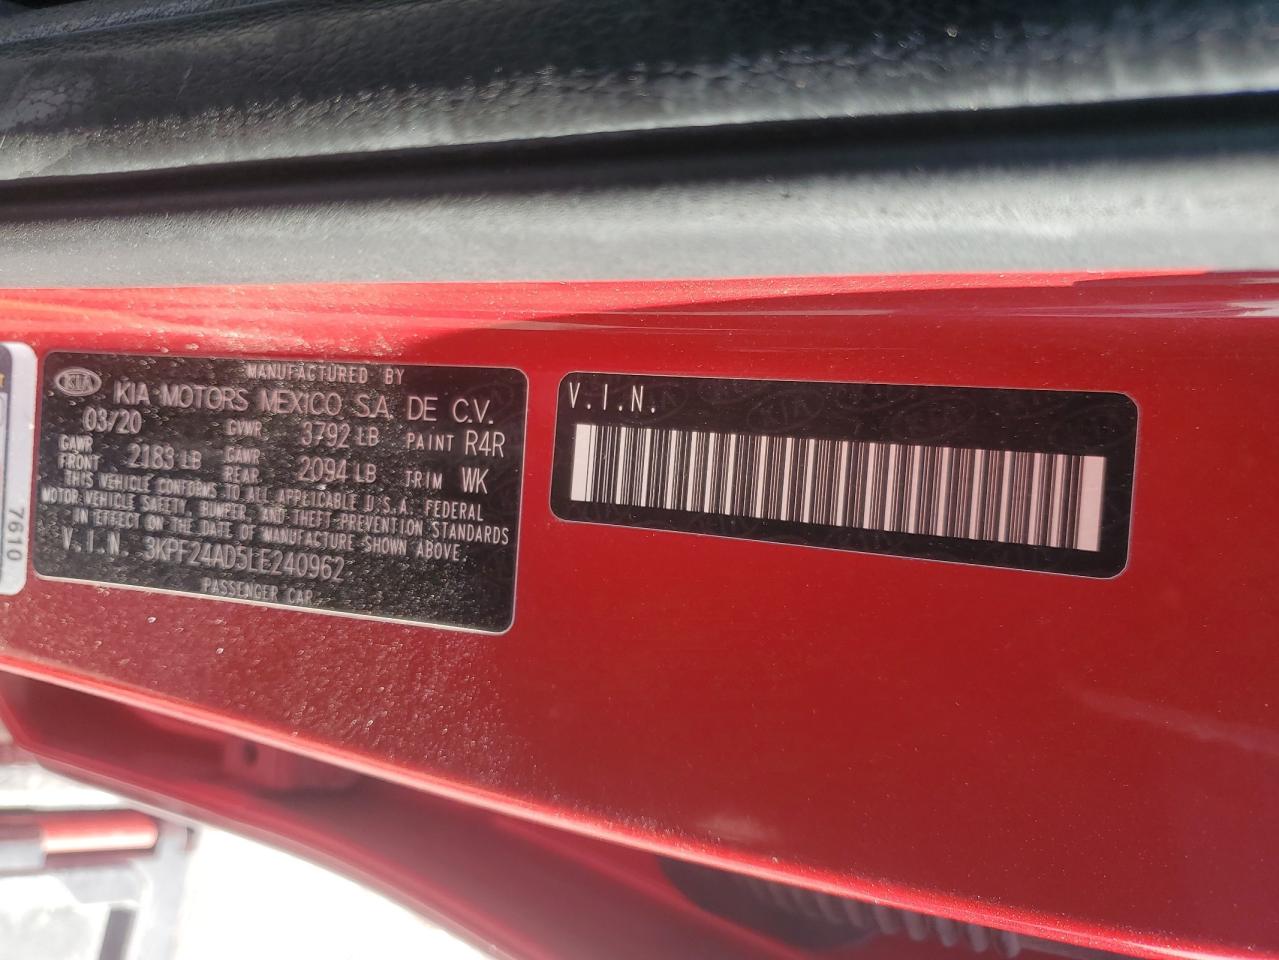 MANUFACTURED BY
KIA KIA MOTORS MEXICO S.A. DE C.V.
03/20 GVWR 3792 LB PAINT R4R
GAWR FRONT 2183 LB GAWR REAR 2094 LB TRIM WK
THIS VEHICLE CONFORMS TO ALL APPLICABLE U.S.A. FEDERAL
MOTOR VEHICLE SAFETY, BUMPER, AND THEFT PREVENTION STANDARDS
IN EFFECT ON THE DATE OF MANUFACTURE SHOWN ABOVE.
V.I.N. 3KPF24AD5LE240962
PASSENGER CAR
V.I.N.
7610